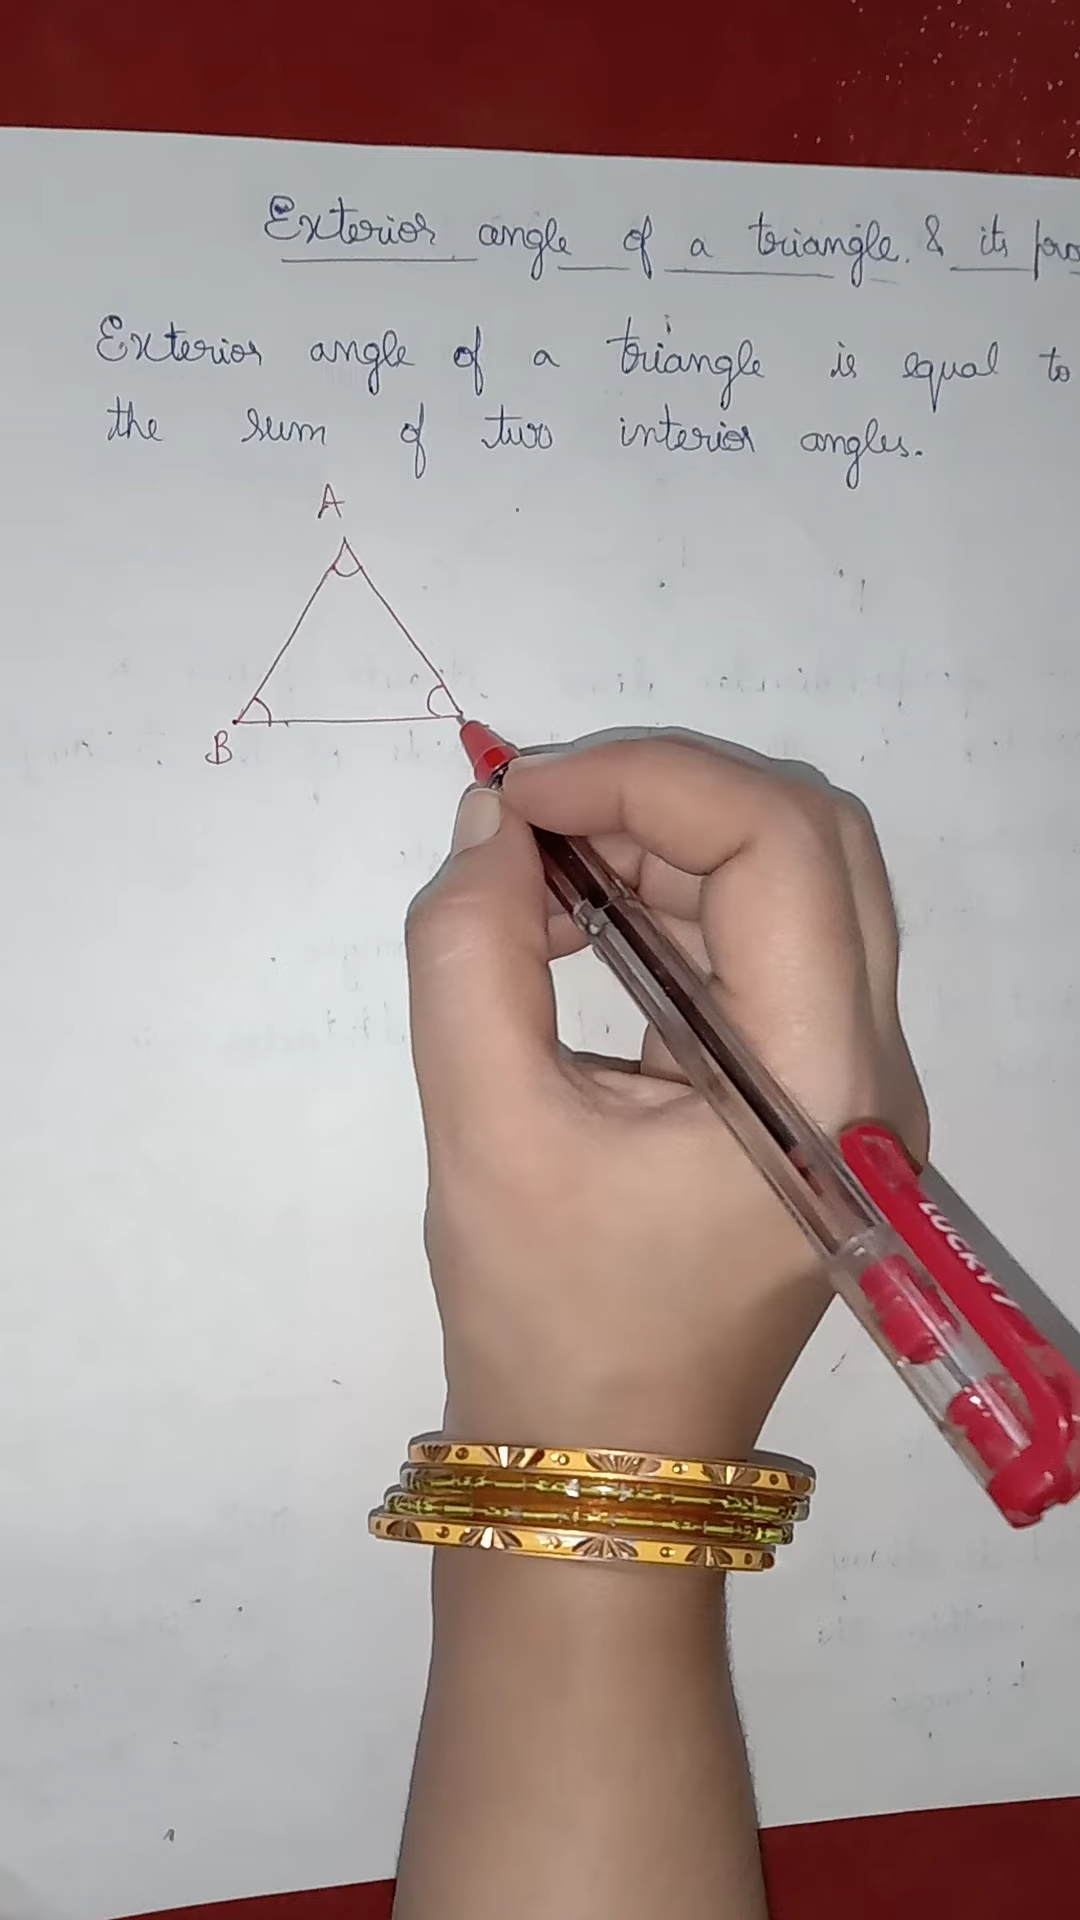 Exterior angle of a triangle. & its
Exterior angle of a triangle is equal to
the sum of two interior angles.
A
B
LUCKY